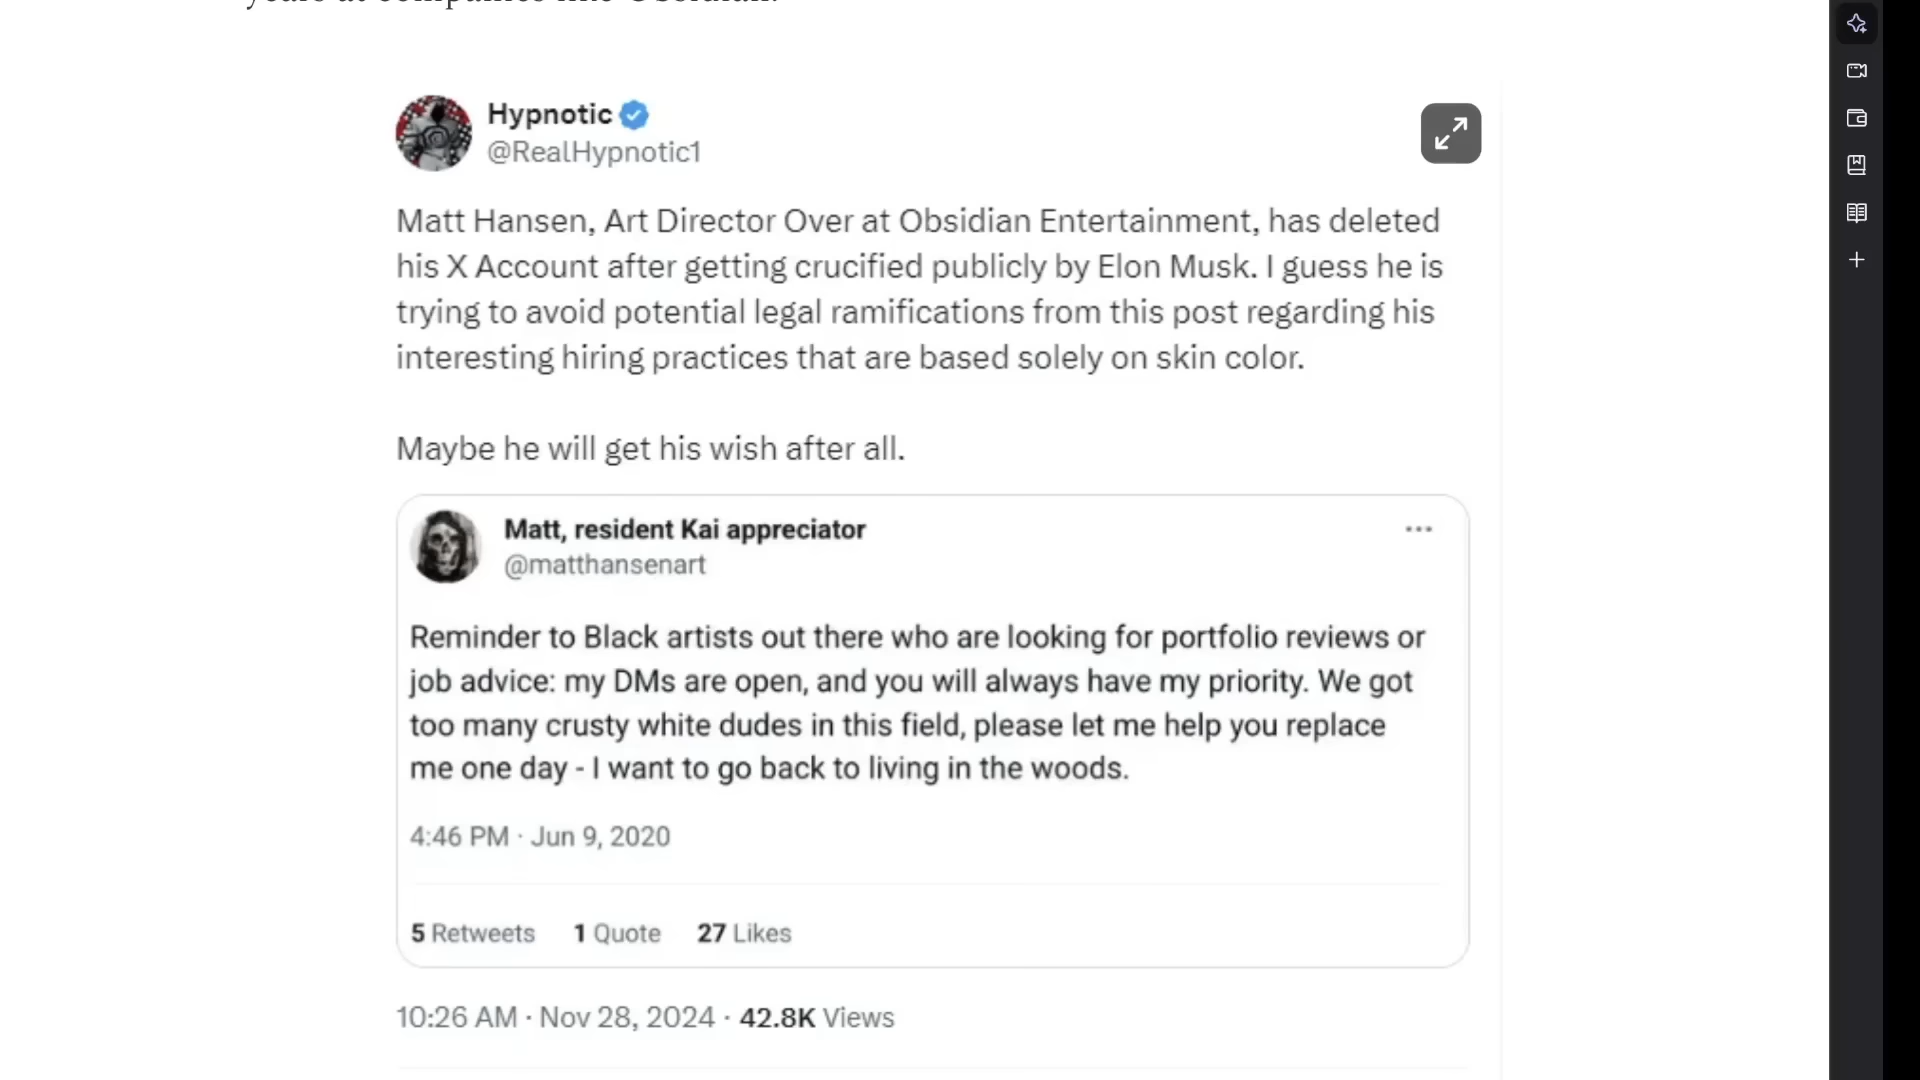 years at companies like Obsidian.
Hypnotic
@RealHypnotic1
Matt Hansen, Art Director Over at Obsidian Entertainment, has deleted
his X Account after getting crucified publicly by Elon Musk. I guess he is
trying to avoid potential legal ramifications from this post regarding his
interesting hiring practices that are based solely on skin color.
Maybe he will get his wish after all.
Matt, resident Kai appreciator
@matthansenart
Reminder to Black artists out there who are looking for portfolio reviews or
job advice: my DMs are open, and you will always have my priority. We got
too many crusty white dudes in this field, please let me help you replace
me one day - I want to go back to living in the woods.
4:46 PM · Jun 9, 2020
5 Retweets 1 Quote 27 Likes
10:26 AM · Nov 28, 2024 · 42.8K Views